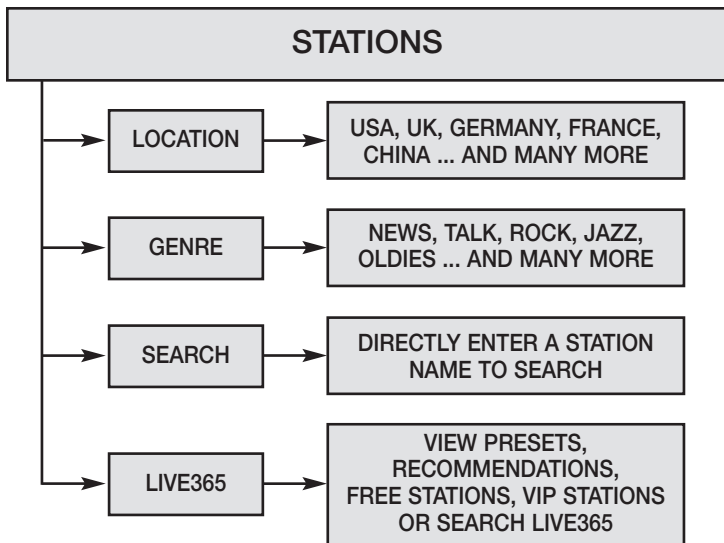 STATIONS
LOCATION
USA, UK, GERMANY, FRANCE,
CHINA ... AND MANY MORE
GENRE
NEWS, TALK, ROCK, JAZZ,
OLDIES ... AND MANY MORE
SEARCH
DIRECTLY ENTER A STATION
NAME TO SEARCH
LIVE365
VIEW PRESETS,
RECOMMENDATIONS,
FREE STATIONS, VIP STATIONS
OR SEARCH LIVE365